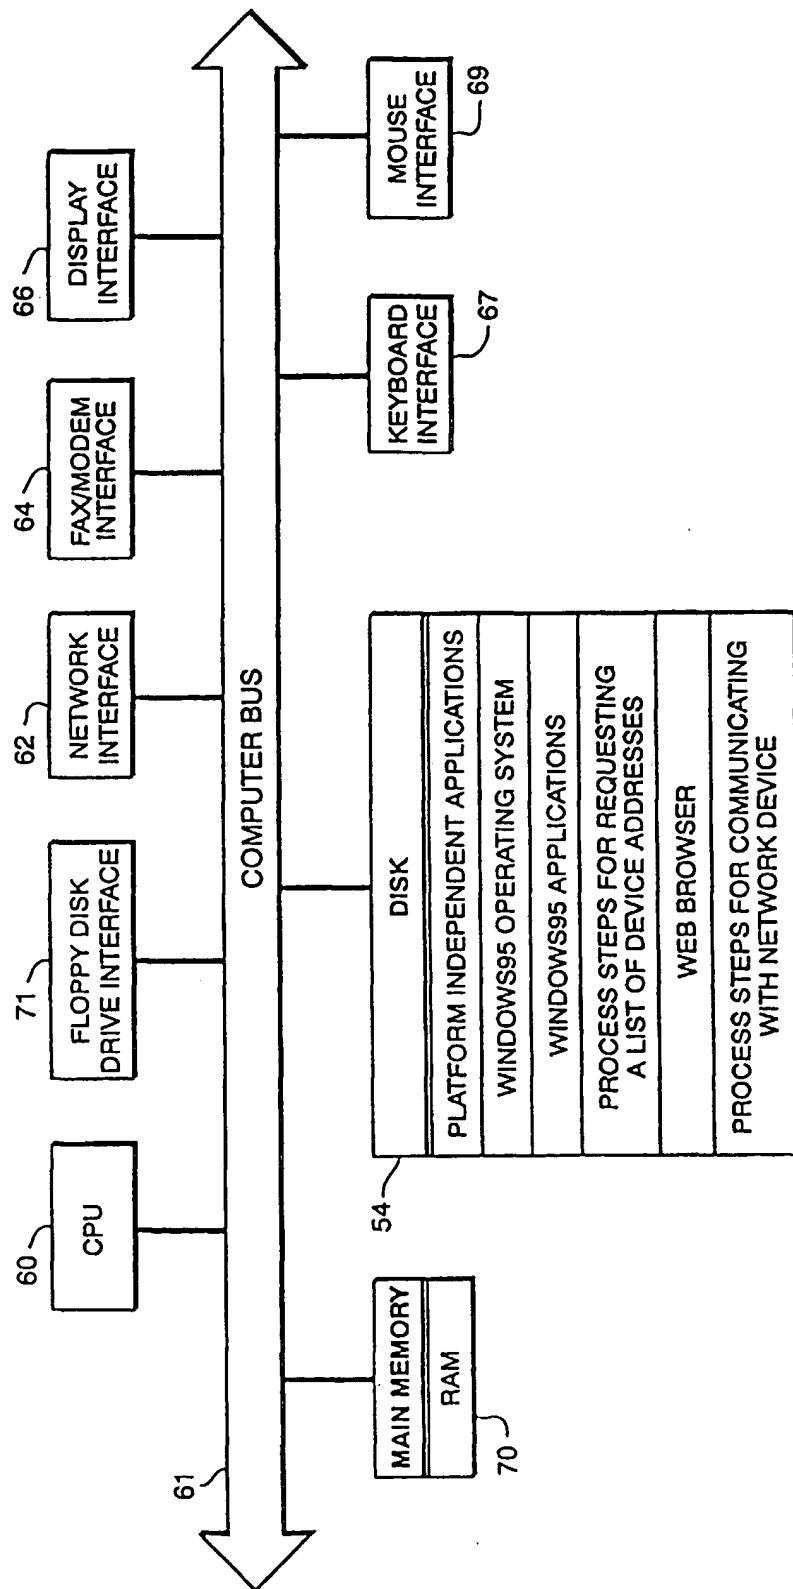 60
CPU
71
FLOPPY DISK
DRIVE INTERFACE
62
NETWORK
INTERFACE
64
FAX/MODEM
INTERFACE
66
DISPLAY
INTERFACE
61
COMPUTER BUS
MAIN MEMORY
RAM
70
54
DISK
PLATFORM INDEPENDENT APPLICATIONS
WINDOWS95 OPERATING SYSTEM
WINDOWS95 APPLICATIONS
PROCESS STEPS FOR REQUESTING
A LIST OF DEVICE ADDRESSES
WEB BROWSER
PROCESS STEPS FOR COMMUNICATING
WITH NETWORK DEVICE
KEYBOARD
INTERFACE
67
MOUSE
INTERFACE
69